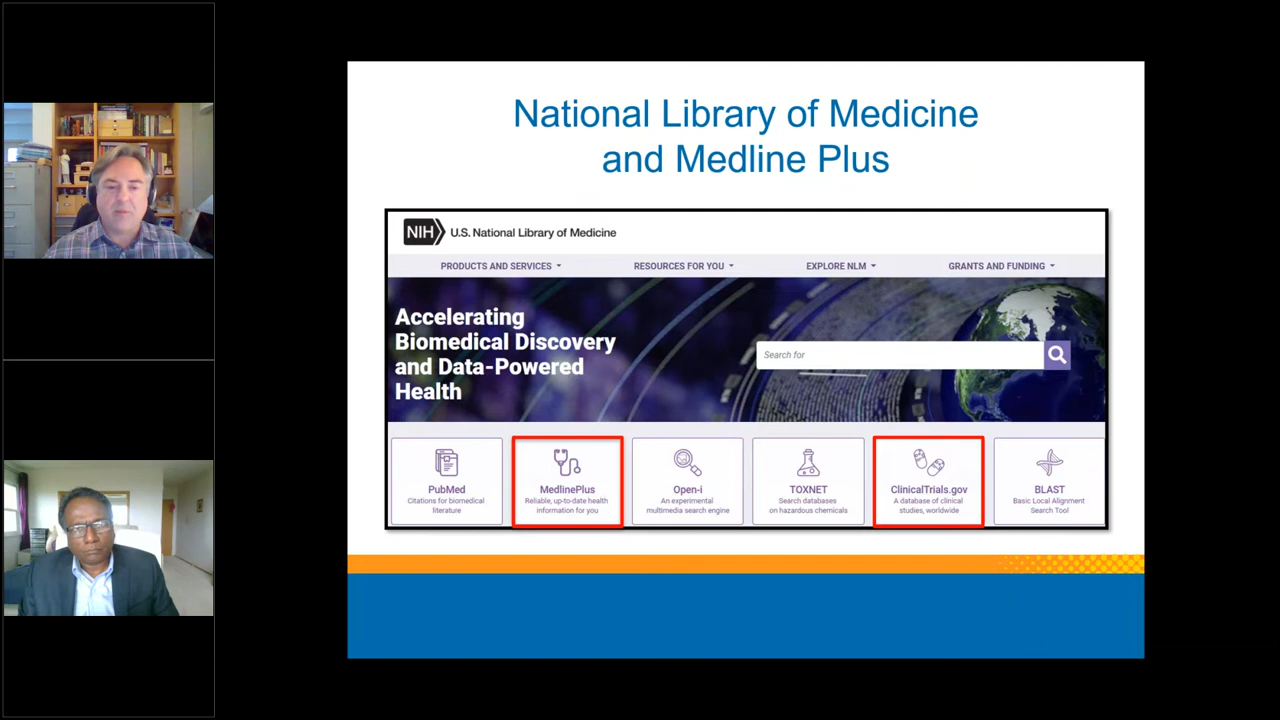 National Library of Medicine
and Medline Plus
NIH U.S. National Library of Medicine
PRODUCTS AND SERVICES RESOURCES FOR YOU EXPLORE NLM GRANTS AND FUNDING
Accelerating
Biomedical Discovery
and Data-Powered
Health
Search for
PubMed
Citations for biomedical
literature
MedlinePlus
Reliable, up-to-date health
information for you
Open-i
An experimental
multimedia search engine
TOXNET
Search databases
on hazardous chemicals
ClinicalTrials.gov
A database of clinical
studies, worldwide
BLAST
Basic Local Alignment
Search Tool